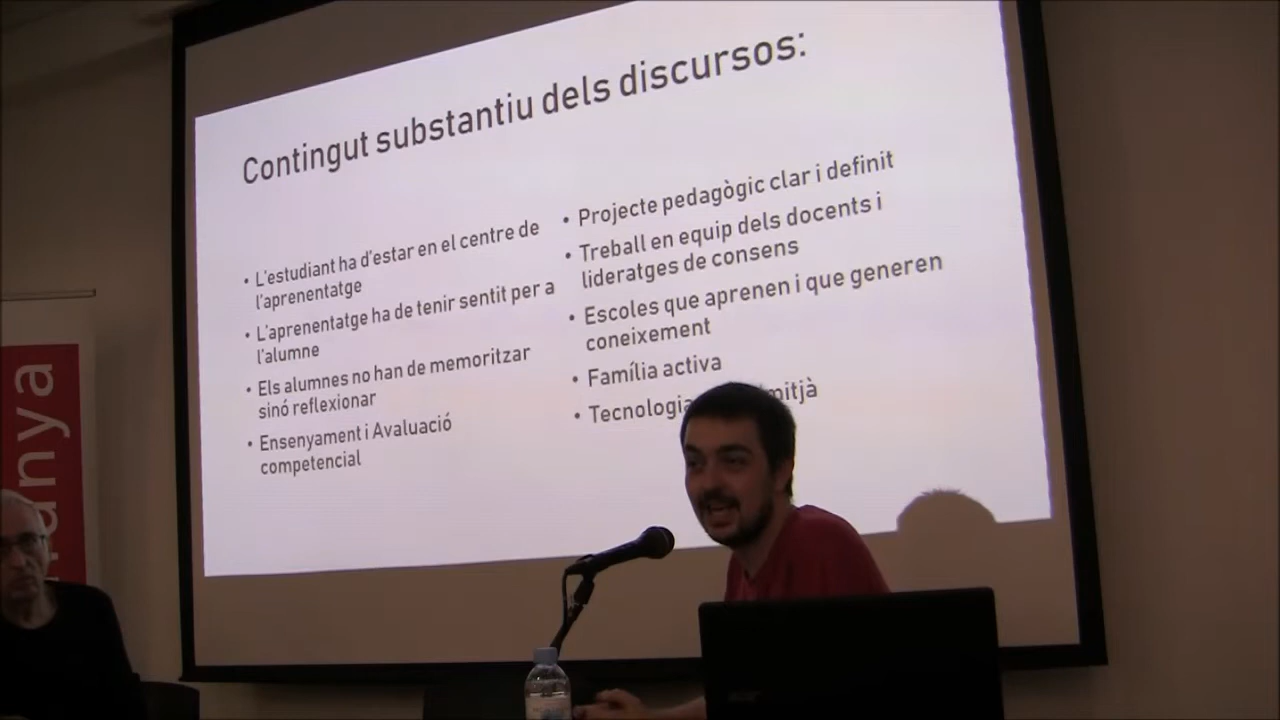 Contingut substantiu dels discursos:
• L'estudiant ha d'estar en el centre de
l'aprenentatge
• L'aprenentatge ha de tenir sentit per a
l'alumne
• Els alumnes no han de memoritzar
sinó reflexionar
• Ensenyament i Avaluació
competencial
• Projecte pedagògic clar i definit
• Treball en equip dels docents i
lideratges de consens
• Escoles que aprenen i que generen
coneixement
• Família activa
• Tecnologia mitjà
anya
acer